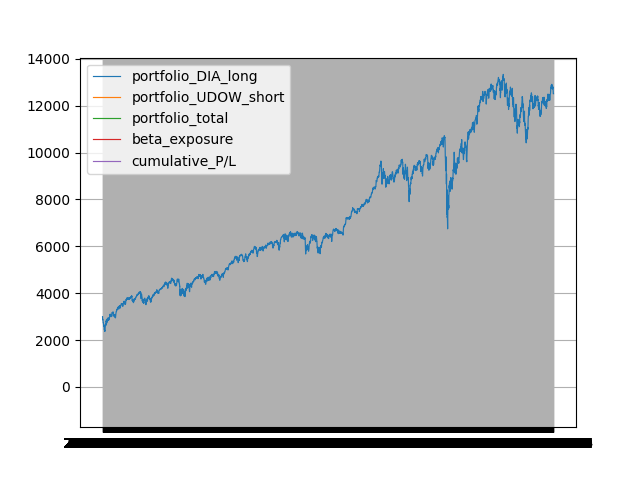 14000
12000
10000
8000
6000
4000
2000
0
portfolio_DIA_long
portfolio_UDOW_short
portfolio_total
beta_exposure
cumulative_P/L